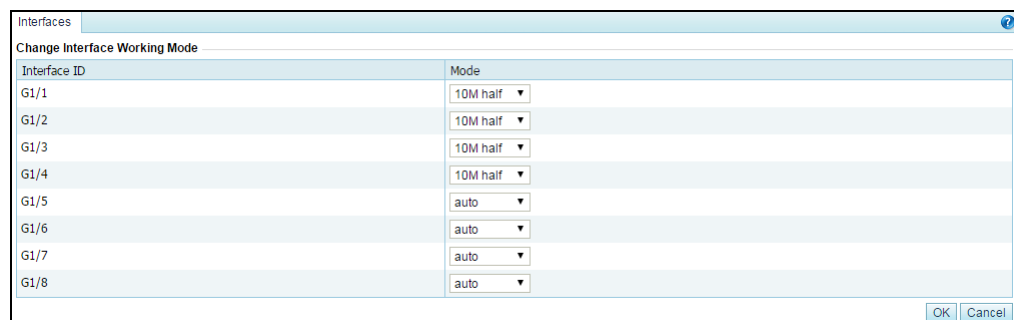 Interfaces
?
Change Interface Working Mode
Interface ID Mode
G1/1 10M half
G1/2 10M half
G1/3 10M half
G1/4 10M half
G1/5 auto
G1/6 auto
G1/7 auto
G1/8 auto
OK Cancel